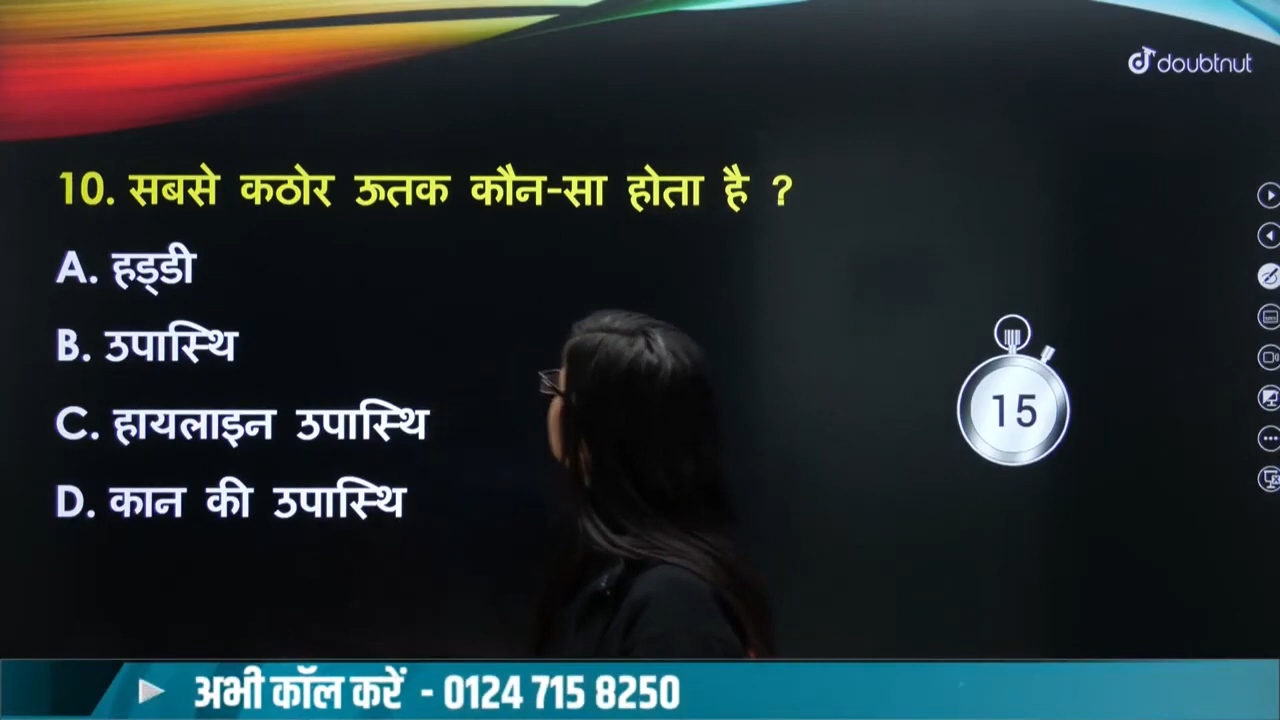 doubtnut
10. सबसे कठोर ऊतक कौन-सा होता है ?
A. हड्डी
B. उपास्थि
C. हायलाइन उपास्थि
D. कान की उपास्थि
15
अभी कॉल करें - 0124 715 8250